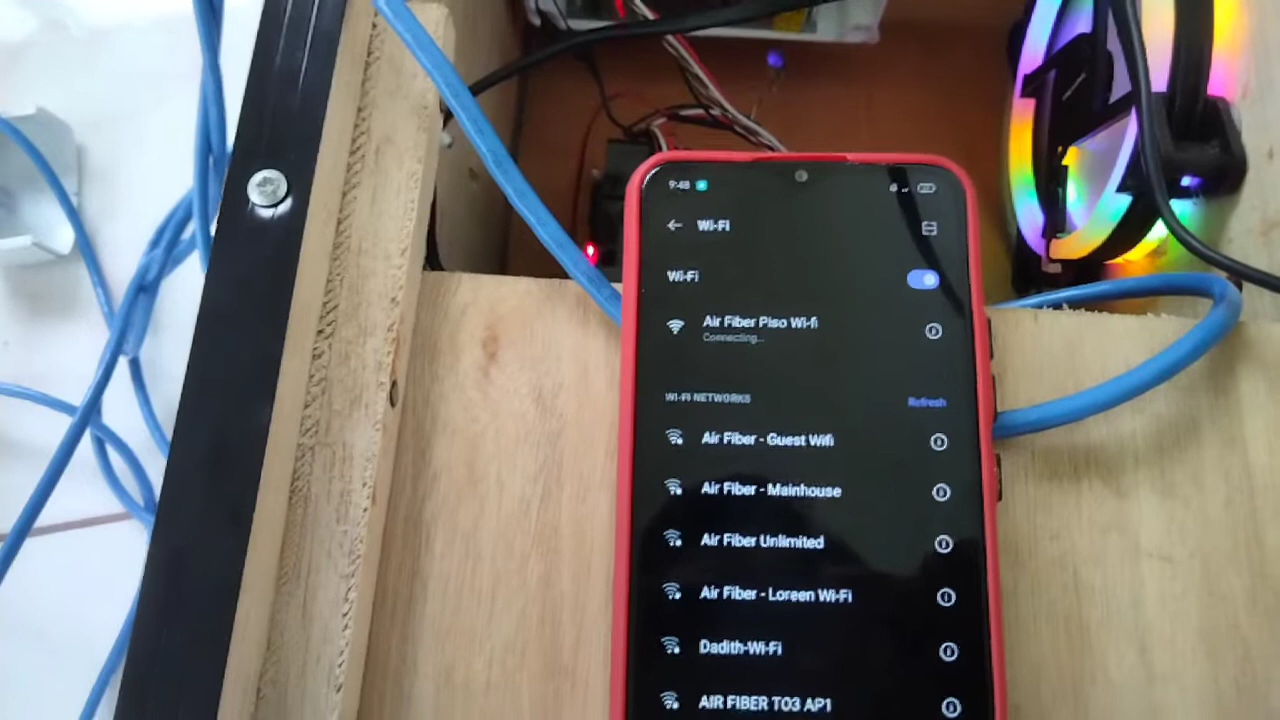 9:48
Wi-Fi
Wi-Fi
Air Fiber Piso Wi-fi
Connecting...
WI-FI NETWORKS
Refresh
Air Fiber - Guest Wifi
Air Fiber - Mainhouse
Air Fiber Unlimited
Air Fiber - Loreen Wi-Fi
Dadith-Wi-Fi
AIR FIBER TO3 AP1